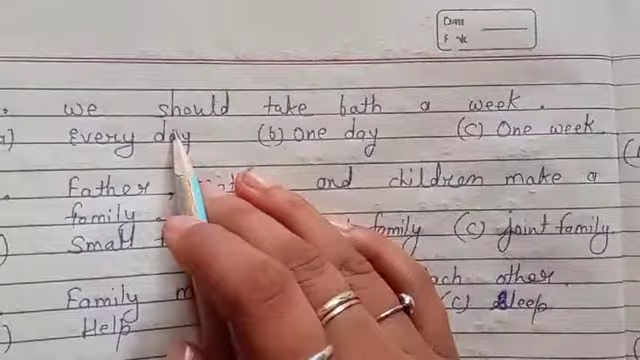 Date
we should take bath a week.
a) Every day (b) One day (c) One week
Father, and children make a
family.
Small family (c) joint family
Family each other.
Help (c) Sleep